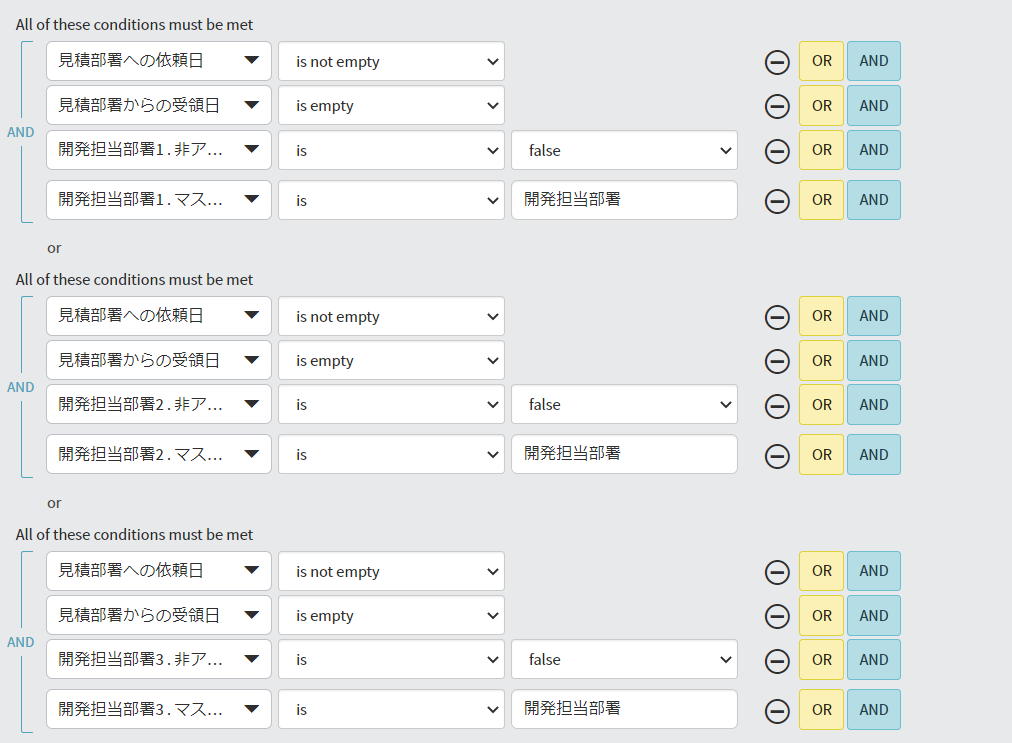 All of these conditions must be met
見積部署への依頼日 is not empty OR AND
見積部署からの受領日 is empty OR AND
AND
開発担当部署1.非ア... is false OR AND
開発担当部署1.マス... is 開発担当部署 OR AND
or
All of these conditions must be met
見積部署への依頼日 is not empty OR AND
見積部署からの受領日 is empty OR AND
AND
開発担当部署2.非ア... is false OR AND
開発担当部署2.マス... is 開発担当部署 OR AND
or
All of these conditions must be met
見積部署への依頼日 is not empty OR AND
見積部署からの受領日 is empty OR AND
AND
開発担当部署3.非ア... is false OR AND
開発担当部署3.マス... is 開発担当部署 OR AND